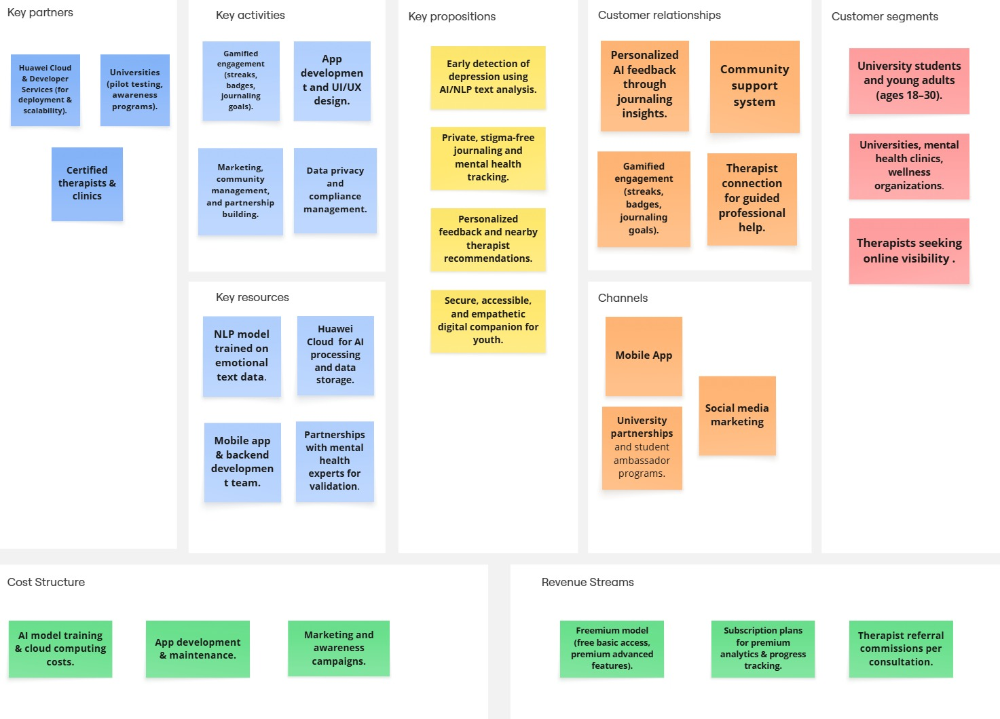 Key partners
Huawei Cloud
& Developer
Services (for
deployment &
scalability).
Universities
(pilot testing,
awareness
programs).
Certified
therapists &
clinics
Key activities
Gamified
engagement
(streaks,
badges,
journaling
goals).
App
developmen
t and UI/UX
design.
Marketing,
community
management,
and partnership
building.
Data privacy
and
compliance
management.
Key resources
NLP model
trained on
emotional
text data.
Huawei
Cloud  for AI
processing
and data
storage.
Mobile app
& backend
developmen
t team.
Partnerships
with mental
health
experts for
validation.
Key propositions
Early detection of
depression using
AI/NLP text analysis.
Private, stigma-free
journaling and
mental health
tracking.
Personalized
feedback and nearby
therapist
recommendations.
Secure, accessible,
and empathetic
digital companion for
youth.
Customer relationships
Personalized
AI feedback
through
journaling
insights.
Community
support
system
Gamified
engagement
(streaks,
badges,
journaling
goals).
Therapist
connection
for guided
professional
help.
Channels
Mobile App
Social media
marketing
University
partnerships
and student
ambassador
programs.
Customer segments
University students
and young adults
(ages 18–30).
Universities, mental
health clinics,
wellness
organizations.
Therapists seeking
online visibility .
Cost Structure
AI model training
& cloud computing
costs.
App development
& maintenance.
Marketing and
awareness
campaigns.
Revenue Streams
Freemium model
(free basic access,
premium advanced
features).
Subscription plans
for premium
analytics & progress
tracking.
Therapist referral
commissions per
consultation.